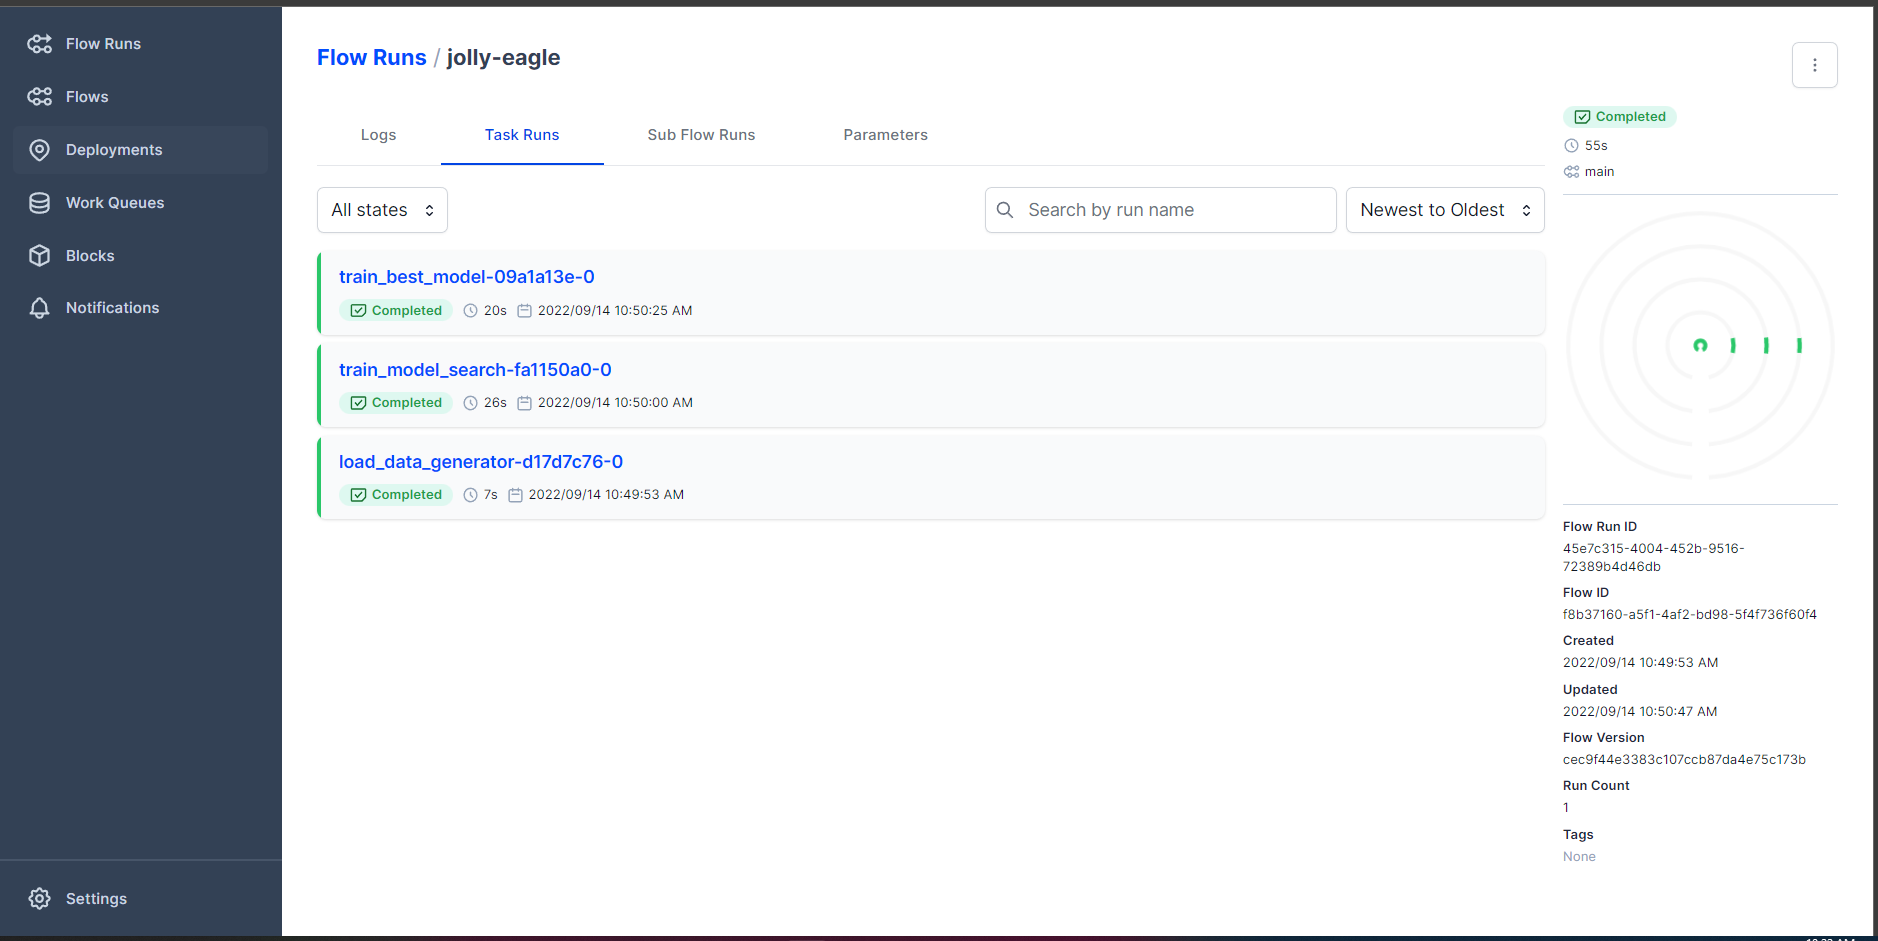 Flow Runs
Flows
Deployments
Work Queues
Blocks
Notifications
Settings
Flow Runs / jolly-eagle
Logs Task Runs Sub Flow Runs Parameters
All states Search by run name Newest to Oldest
train_best_model-09a1a13e-0
Completed 20s 2022/09/14 10:50:25 AM
train_model_search-fa1150a0-0
Completed 26s 2022/09/14 10:50:00 AM
load_data_generator-d17d7c76-0
Completed 7s 2022/09/14 10:49:53 AM
Completed
55s
main
Flow Run ID
45e7c315-4004-452b-9516-
72389b4d46db
Flow ID
f8b37160-a5f1-4af2-bd98-5f4f736f60f4
Created
2022/09/14 10:49:53 AM
Updated
2022/09/14 10:50:47 AM
Flow Version
cec9f44e3383c107ccb87da4e75c173b
Run Count
1
Tags
None